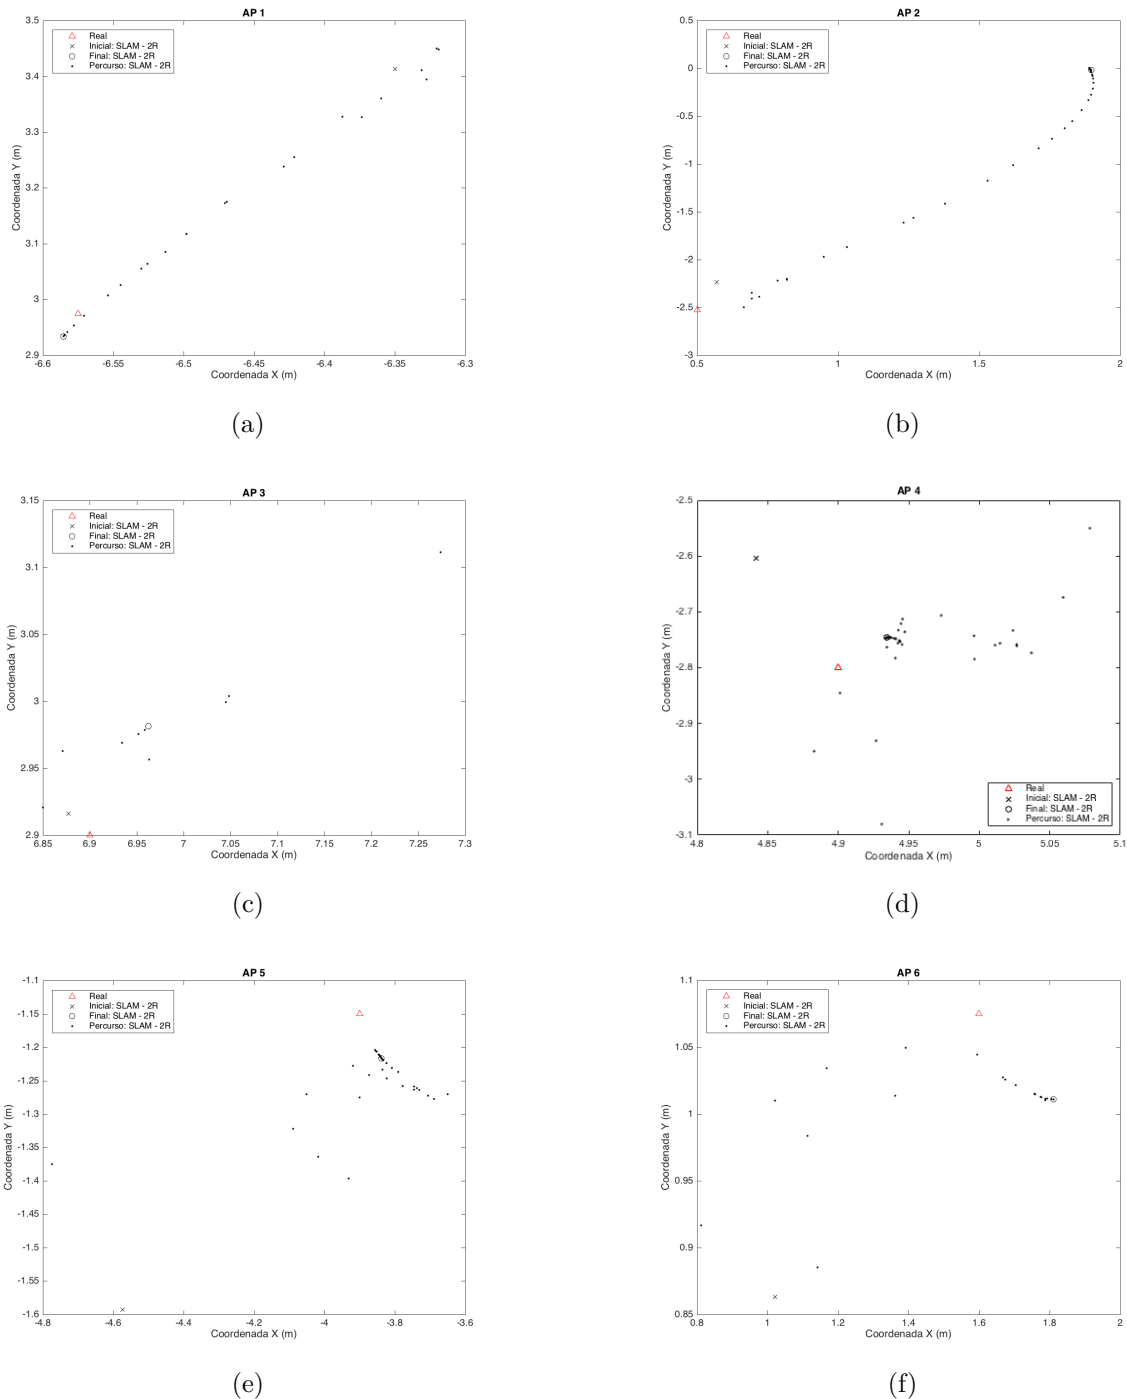 AP 1
Real
Inicial: SLAM - 2R
Final: SLAM - 2R
Percurso: SLAM - 2R
3.5
3.4
3.3
3.2
3.1
3
2.9
Coordenada Y (m)
-6.6
-6.55
-6.5
-6.45
-6.4
-6.35
-6.3
Coordenada X (m)
(a)
AP 2
Real
Inicial: SLAM - 2R
Final: SLAM - 2R
Percurso: SLAM - 2R
0.5
0
-0.5
-1
-1.5
-2
-2.5
-3
Coordenada Y (m)
0.5
1
1.5
2
Coordenada X (m)
(b)
AP 3
Real
Inicial: SLAM - 2R
Final: SLAM - 2R
Percurso: SLAM - 2R
3.15
3.1
3.05
3
2.95
2.9
Coordenada Y (m)
6.85
6.9
6.95
7
7.05
7.1
7.15
7.2
7.25
7.3
Coordenada X (m)
(c)
AP 4
-2.5
-2.6
-2.7
-2.8
-2.9
-3
-3.1
Coordenada Y (m)
Real
Inicial: SLAM - 2R
Final: SLAM - 2R
Percurso: SLAM - 2R
4.8
4.85
4.9
4.95
5
5.05
5.1
Coordenada X (m)
(d)
AP 5
Real
Inicial: SLAM - 2R
Final: SLAM - 2R
Percurso: SLAM - 2R
-1.1
-1.15
-1.2
-1.25
-1.3
-1.35
-1.4
-1.45
-1.5
-1.55
-1.6
Coordenada Y (m)
-4.8
-4.6
-4.4
-4.2
-4
-3.8
-3.6
Coordenada X (m)
(e)
AP 6
Real
Inicial: SLAM - 2R
Final: SLAM - 2R
Percurso: SLAM - 2R
1.1
1.05
1
0.95
0.9
0.85
Coordenada Y (m)
0.8
1
1.2
1.4
1.6
1.8
2
Coordenada X (m)
(f)